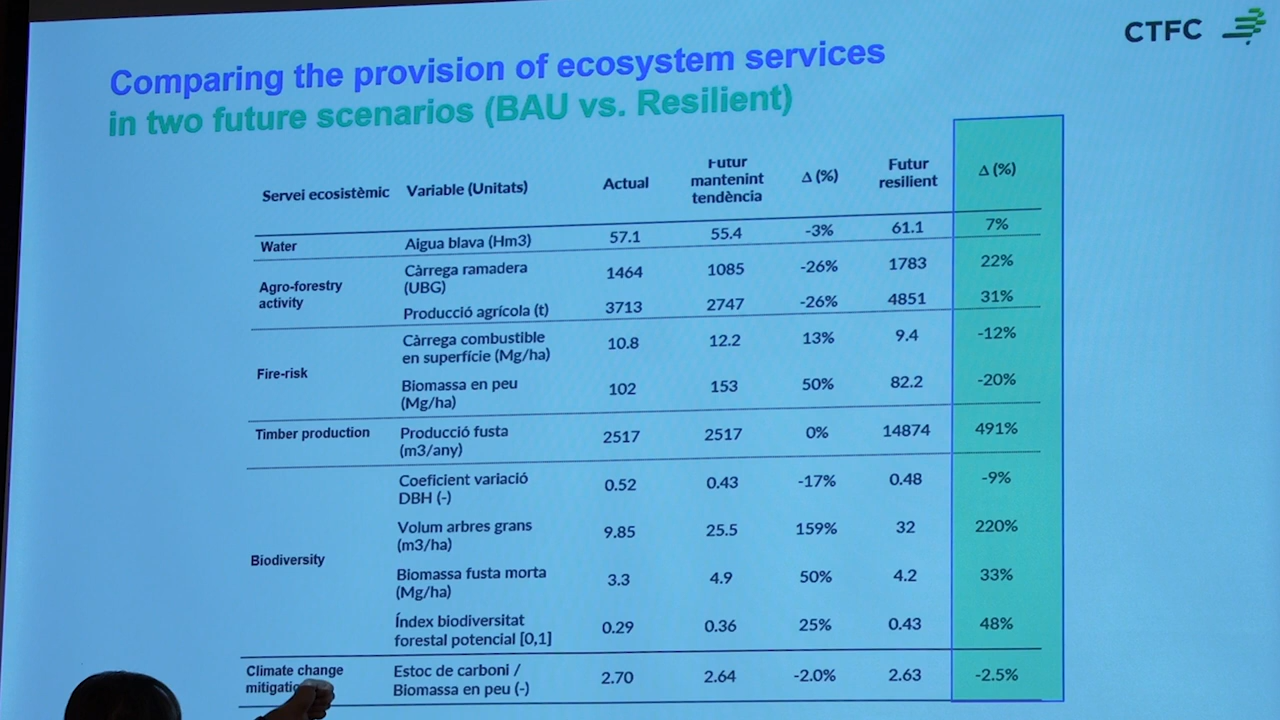 CTFC
Comparing the provision of ecosystem services
in two future scenarios (BAU vs. Resilient)
Servei ecosistèmic Variable (Unitats) Actual Futur mantenint tendència Δ (%) Futur resilient Δ (%)
Water Aigua blava (Hm3) 57.1 55.4 -3% 61.1 7%
Agro-forestry activity Càrrega ramadera (UBG) 1464 1085 -26% 1783 22%
Producció agrícola (t) 3713 2747 -26% 4851 31%
Fire-risk Càrrega combustible en superfície (Mg/ha) 10.8 12.2 13% 9.4 -12%
Biomassa en peu (Mg/ha) 102 153 50% 82.2 -20%
Timber production Producció fusta (m3/any) 2517 2517 0% 14874 491%
Biodiversity Coeficient variació DBH (-) 0.52 0.43 -17% 0.48 -9%
Volum arbres grans (m3/ha) 9.85 25.5 159% 32 220%
Biomassa fusta morta (Mg/ha) 3.3 4.9 50% 4.2 33%
Índex biodiversitat forestal potencial [0,1] 0.29 0.36 25% 0.43 48%
Climate change Estoc de carboni / Biomassa en peu (-) 2.70 2.64 -2.0% 2.63 -2.5%